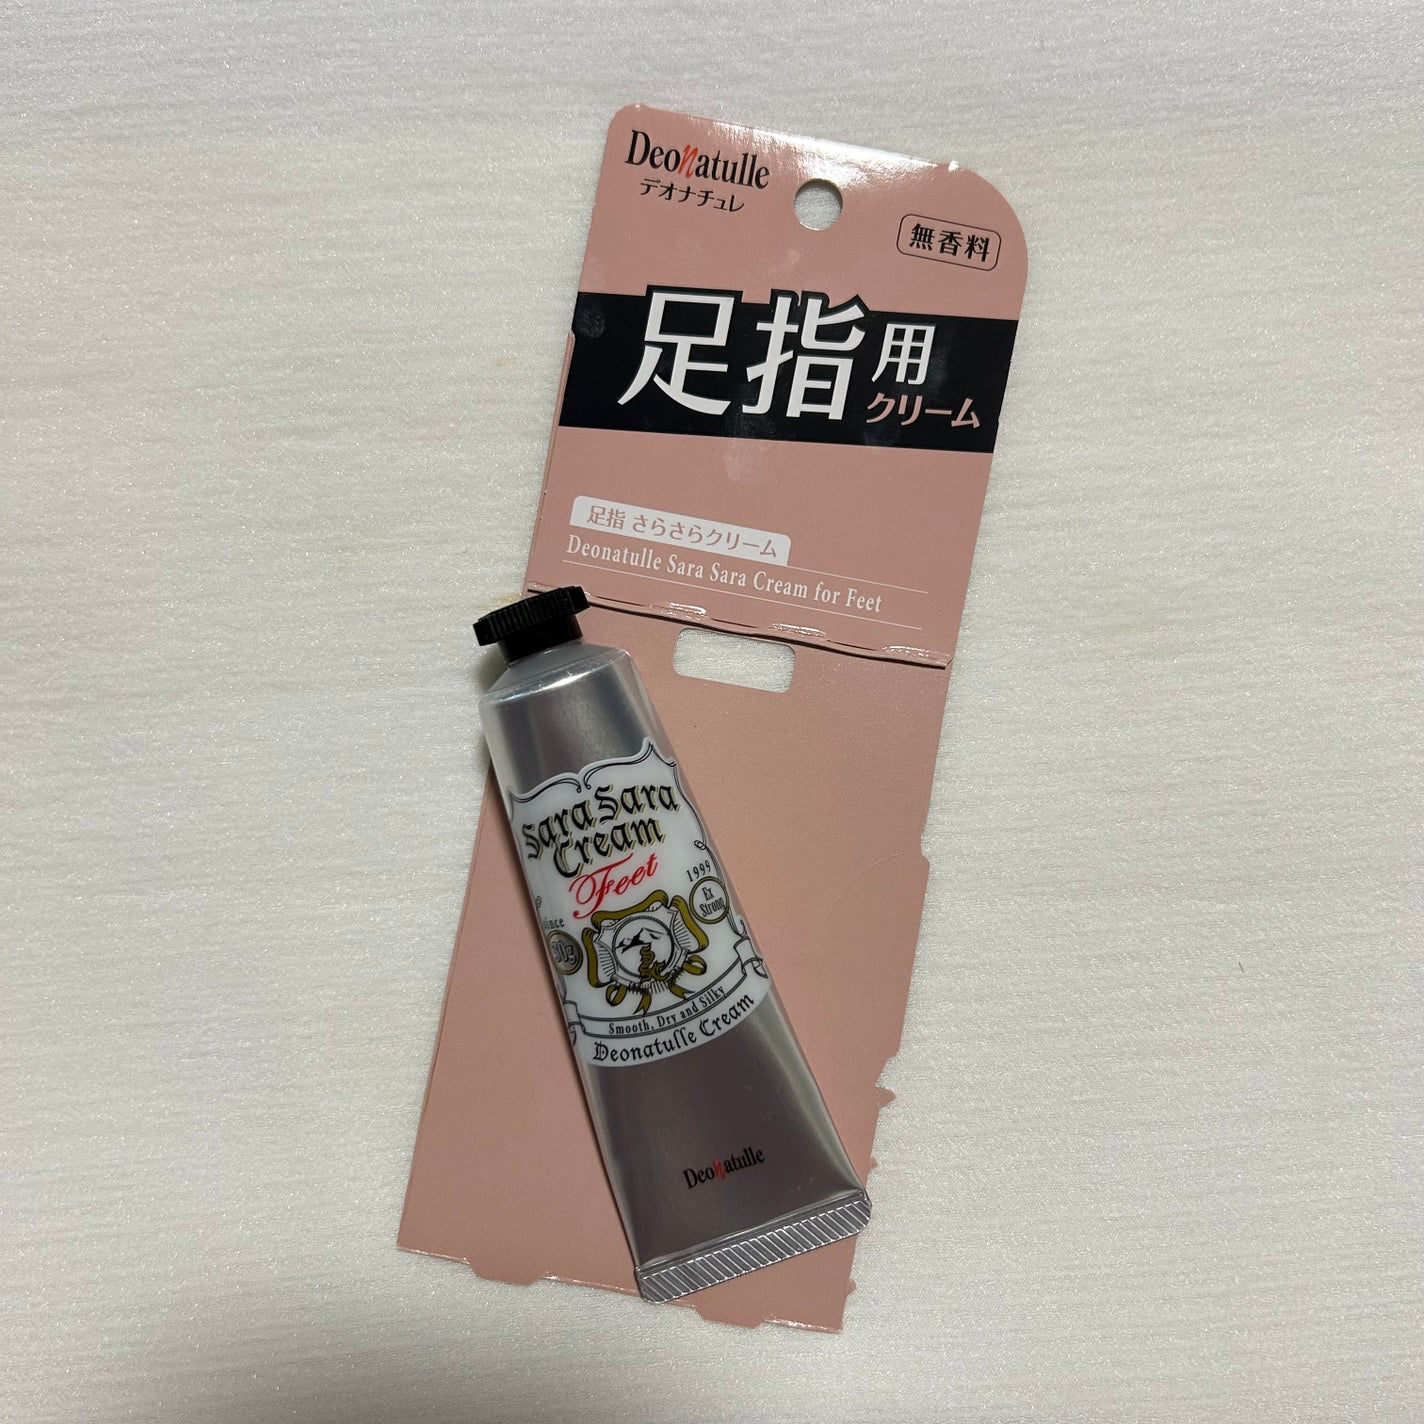 Deonatulle
デオナチュレ
無香料
足指用
クリーム
足指 さらさらクリーム
Deonatulle Sara Sara Cream for Feet
Sara Sara
Cream
Feet
Since
1999
30g
Ex
Strong
Smooth, Dry and Silky
Deonatulle Cream
Deonatulle